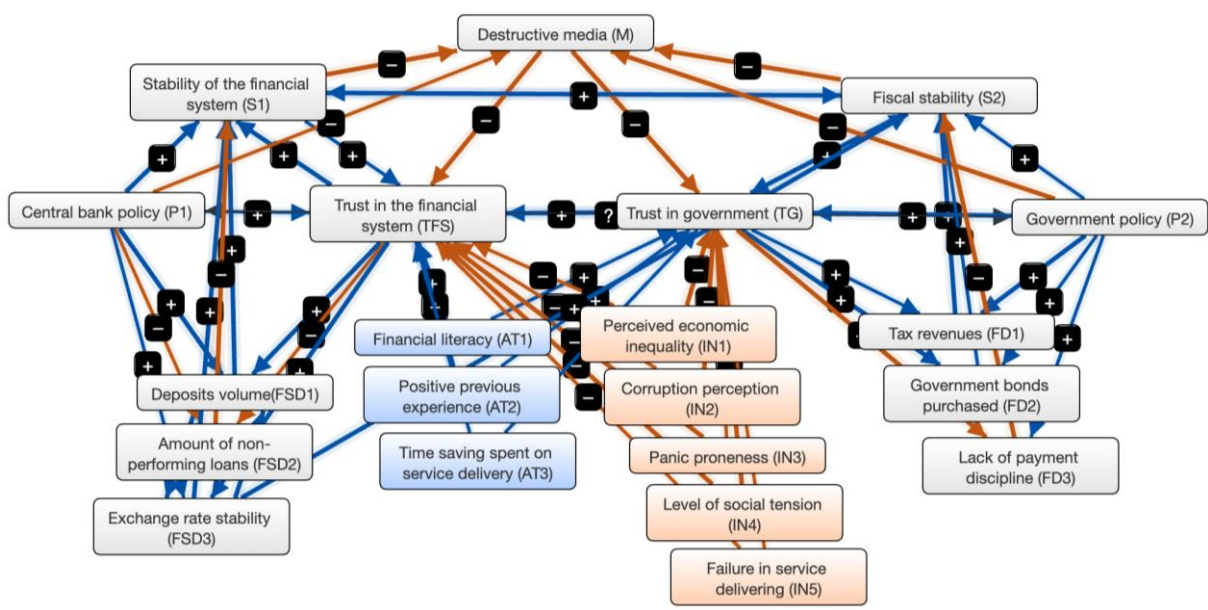 Destructive media (M)
Stability of the financial
system (S1)
Fiscal stability (S2)
Central bank policy (P1)
Trust in the financial
system (TFS)
?
Trust in government (TG)
Government policy (P2)
Financial literacy (AT1)
Perceived economic
inequality (IN1)
Tax revenues (FD1)
Deposits volume(FSD1)
Positive previous
experience (AT2)
Corruption perception
(IN2)
Government bonds
purchased (FD2)
Amount of non-
performing loans (FSD2)
Time saving spent on
service delivery (AT3)
Panic proneness (IN3)
Lack of payment
discipline (FD3)
Exchange rate stability
(FSD3)
Level of social tension
(IN4)
Failure in service
delivering (IN5)